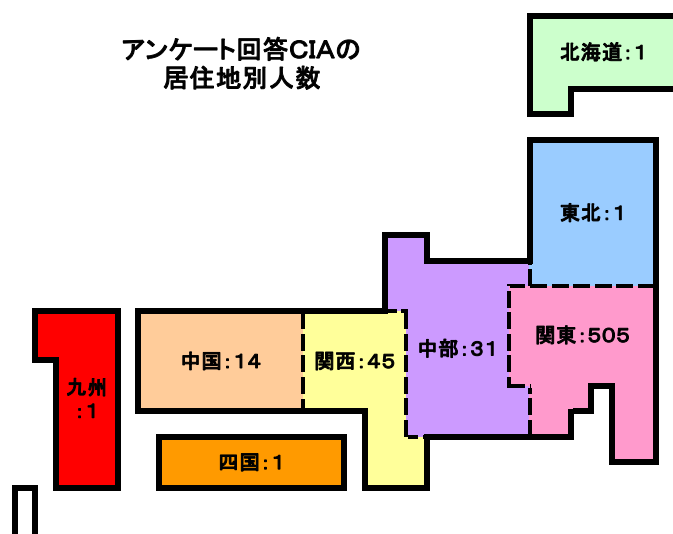 アンケート回答CIAの
居住地別人数
北海道：1
東北：1
関東：505
中部：31
関西：45
中国：14
四国：1
九州
：1